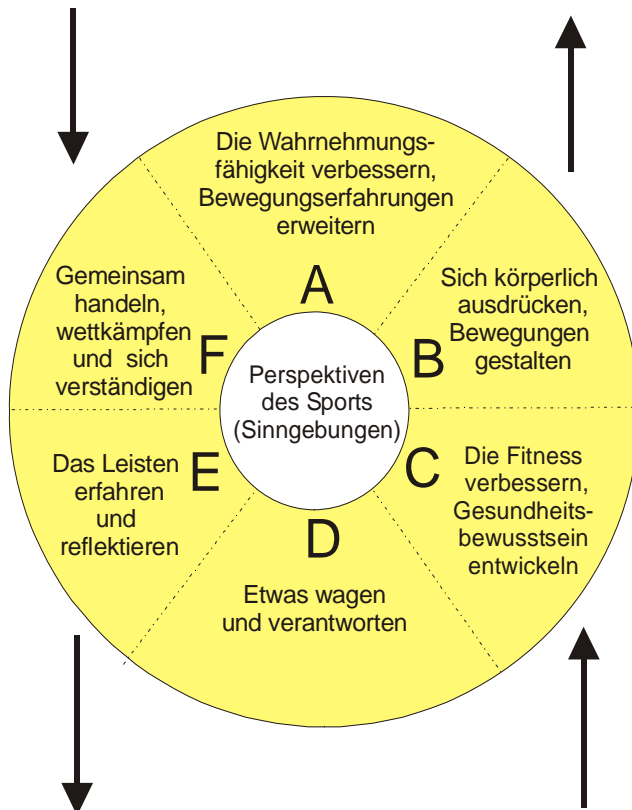 Die Wahrnehmungs-
fähigkeit verbessern,
Bewegungserfahrungen
erweitern
A
Sich körperlich
ausdrücken,
Bewegungen
gestalten
B
Die Fitness
verbessern,
Gesundheits-
bewusstsein
entwickeln
C
D
Etwas wagen
und verantworten
Das Leisten
erfahren
und
reflektieren
E
Gemeinsam
handeln,
wettkämpfen
und sich
verständigen
F
Perspektiven
des Sports
(Sinngebungen)